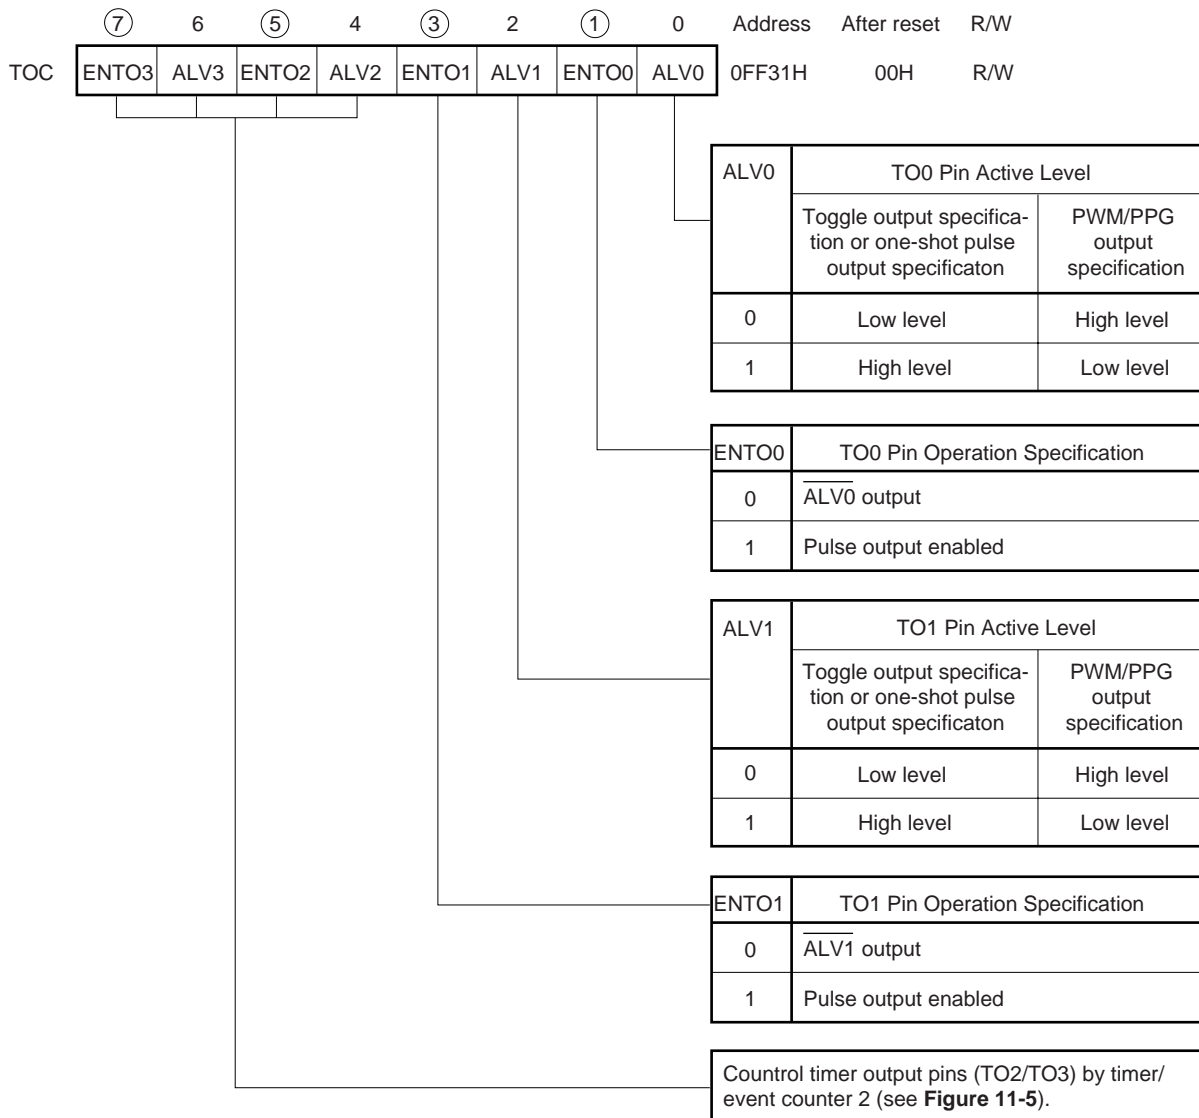 ⑦ 6 ⑤ 4 ③ 2 ① 0 Address After reset R/W
TOC ENTO3 ALV3 ENTO2 ALV2 ENTO1 ALV1 ENTO0 ALV0 0FF31H 00H R/W
ALV0 TO0 Pin Active Level
Toggle output specifica-
tion or one-shot pulse
output specificaton
PWM/PPG
output
specification
0 Low level High level
1 High level Low level
ENTO0 TO0 Pin Operation Specification
0 A̅L̅V̅0̅ output
1 Pulse output enabled
ALV1 TO1 Pin Active Level
Toggle output specifica-
tion or one-shot pulse
output specificaton
PWM/PPG
output
specification
0 Low level High level
1 High level Low level
ENTO1 TO1 Pin Operation Specification
0 A̅L̅V̅1̅ output
1 Pulse output enabled
Countrol timer output pins (TO2/TO3) by timer/
event counter 2 (see Figure 11-5).